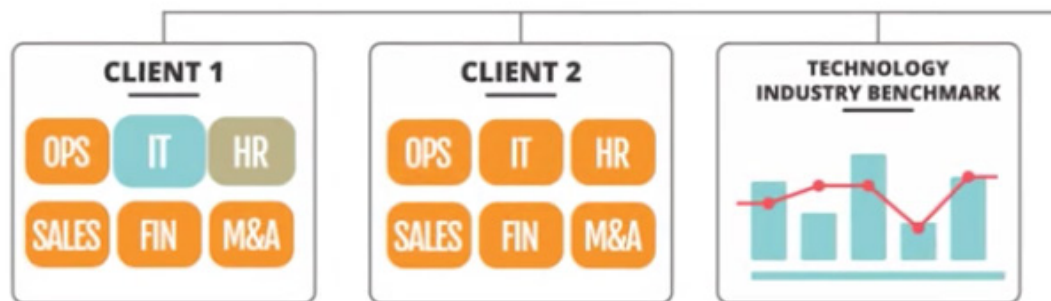 CLIENT 1
OPS IT HR
SALES FIN M&A
CLIENT 2
OPS IT HR
SALES FIN M&A
TECHNOLOGY
INDUSTRY BENCHMARK